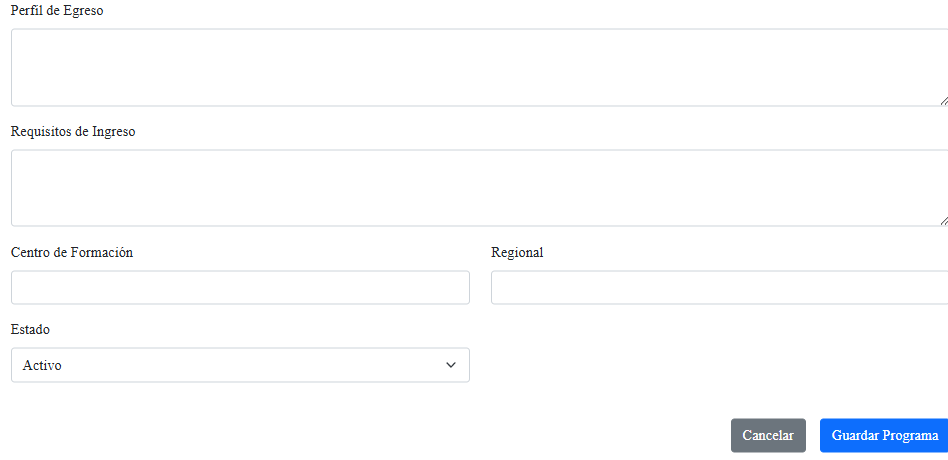 Perfil de Egreso
Requisitos de Ingreso
Centro de Formación Regional
Estado
Activo
Cancelar Guardar Programa